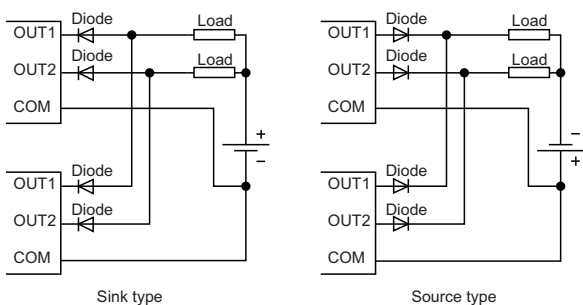 Diode
Load
OUT1
Diode
Load
OUT2
COM
+
−
Diode
OUT1
Diode
OUT2
COM
Sink type
Diode
Load
OUT1
Diode
Load
OUT2
COM
−
+
Diode
OUT1
Diode
OUT2
COM
Source type